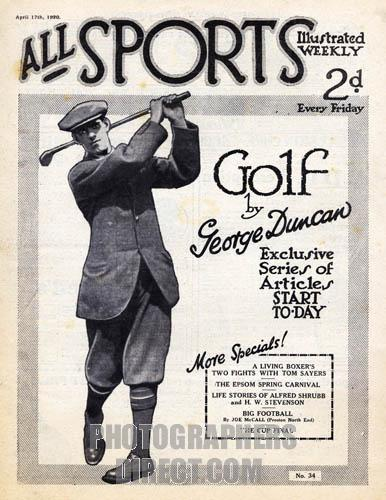 April 17th, 1920.
ALL SPORTS
Illustrated
WEEKLY
2d
Every Friday
Golf
by
George Duncan
Exclusive
Series of
Articles
START
TO-DAY
More Specials!
A LIVING BOXER'S
TWO FIGHTS WITH TOM SAYERS
THE EPSOM SPRING CARNIVAL
LIFE STORIES OF ALFRED SHRUBB
and H. W. STEVENSON
BIG FOOTBALL
By JOE McCALL (Preston North End)
THE CUP FINAL
No. 34
PHOTOGRAPHERS
DIRECT.COM